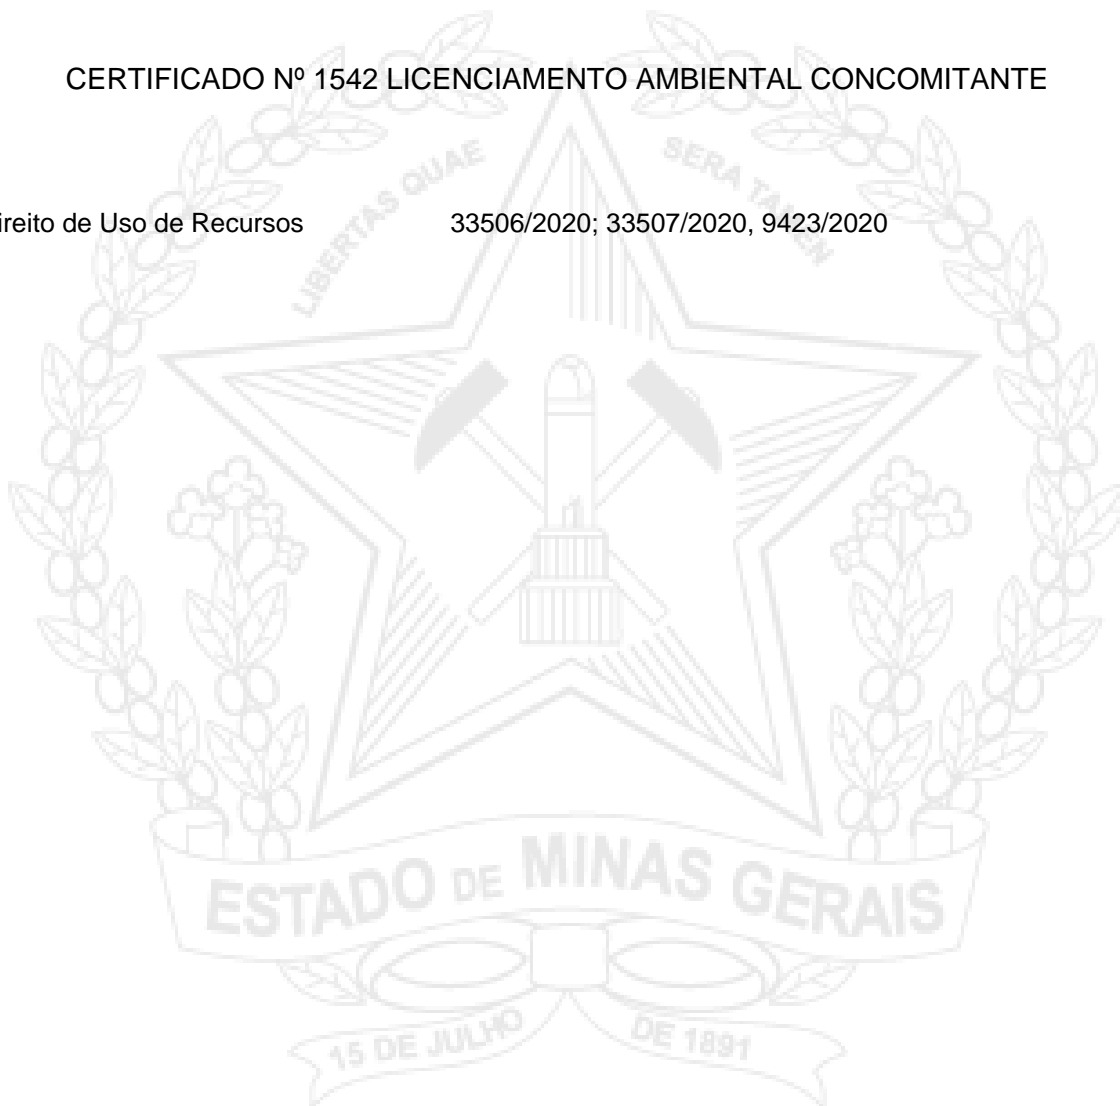 CERTIFICADO Nº 1542 LICENCIAMENTO AMBIENTAL CONCOMITANTE
LIBERTAS QUAE SERA TAMEN
ireito de Uso de Recursos 33506/2020; 33507/2020, 9423/2020
ESTADO DE MINAS GERAIS
15 DE JULHO DE 1891